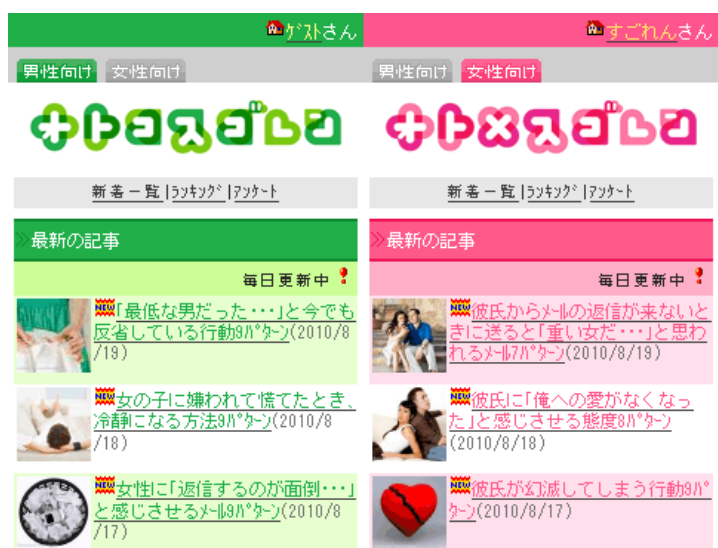 ｹﾞｽﾄさん
男性向け 女性向け
オトコスゴレン
新着一覧|ﾗﾝｷﾝｸﾞ|ｱﾝｹｰﾄ
最新の記事
毎日更新中
NEW「最低な男だった・・・」と今でも
反省している行動9ﾊﾟﾀｰﾝ(2010/8
/19)
NEW女の子に嫌われて慌てたとき、
冷静になる方法9ﾊﾟﾀｰﾝ(2010/8
/18)
NEW女性に「返信するのが面倒・・・」
と感じさせるﾒｰﾙ9ﾊﾟﾀｰﾝ(2010/8
/17)
すごれんさん
男性向け 女性向け
オトメスゴレン
新着一覧|ﾗﾝｷﾝｸﾞ|ｱﾝｹｰﾄ
最新の記事
毎日更新中
NEW彼氏からﾒｰﾙの返信が来ないと
きに送ると「重い女だ・・・」と思わ
れるﾒｰﾙ7ﾊﾟﾀｰﾝ(2010/8/19)
NEW彼氏に「俺への愛がなくなっ
た」と感じさせる態度8ﾊﾟﾀｰﾝ
(2010/8/18)
NEW彼氏が幻滅してしまう行動9ﾊﾟ
ﾀｰﾝ(2010/8/17)